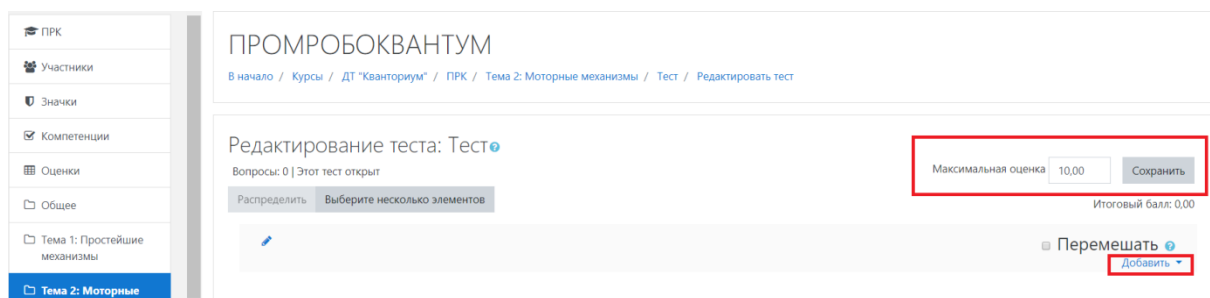 ПРК
Участники
Значки
Компетенции
Оценки
Общее
Тема 1: Простейшие
механизмы
Тема 2: Моторные
ПРОМРОБОКВАНТУМ
В начало / Курсы / ДТ "Кванториум" / ПРК / Тема 2: Моторные механизмы / Тест / Редактировать тест
Редактирование теста: Тест
Вопросы: 0 | Этот тест открыт
Максимальная оценка 10,00 Сохранить
Распределить Выберите несколько элементов
Итоговый балл: 0,00
Перемешать
Добавить